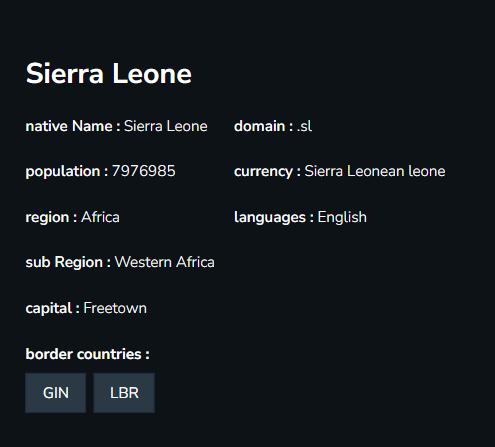 Sierra Leone
native Name : Sierra Leone
domain : .sl
population : 7976985
currency : Sierra Leonean leone
region : Africa
languages : English
sub Region : Western Africa
capital : Freetown
border countries :
GIN LBR